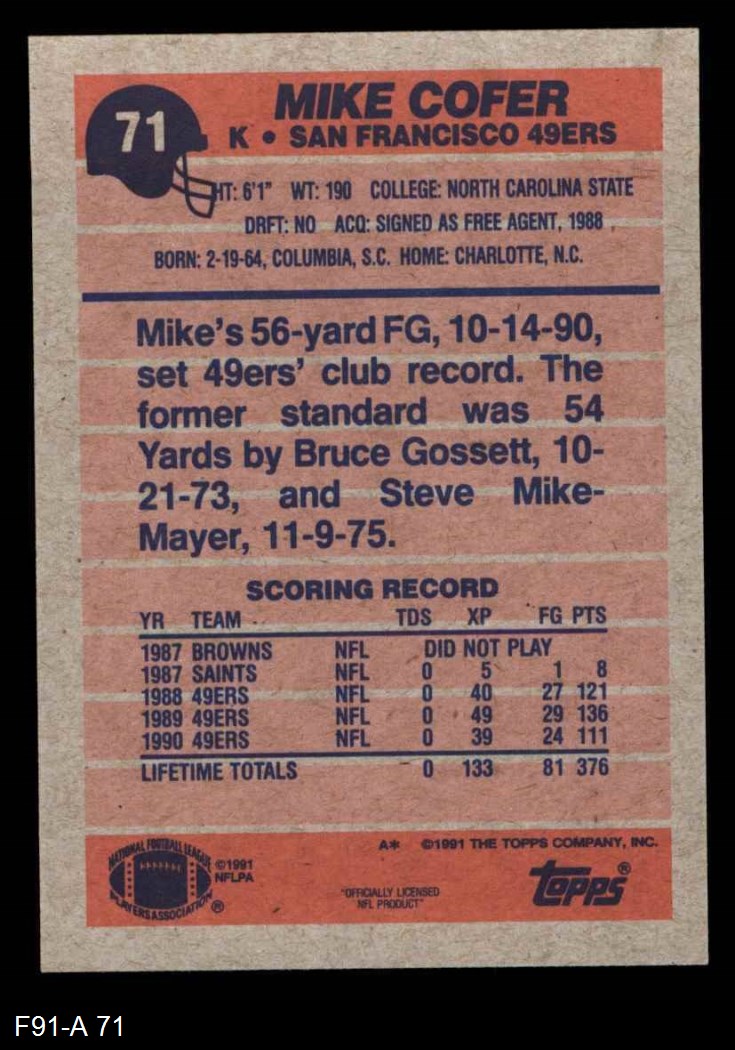 71
MIKE COFER
K • SAN FRANCISCO 49ERS
HT: 6'1" WT: 190 COLLEGE: NORTH CAROLINA STATE
DRFT: NO ACQ: SIGNED AS FREE AGENT, 1988
BORN: 2-19-64, COLUMBIA, S.C. HOME: CHARLOTTE, N.C.
Mike's 56-yard FG, 10-14-90,
set 49ers' club record. The
former standard was 54
Yards by Bruce Gossett, 10-
21-73, and Steve Mike-
Mayer, 11-9-75.
SCORING RECORD
YR TEAM TDS XP FG PTS
1987 BROWNS NFL DID NOT PLAY
1987 SAINTS NFL 0 5 1 8
1988 49ERS NFL 0 40 27 121
1989 49ERS NFL 0 49 29 136
1990 49ERS NFL 0 39 24 111
LIFETIME TOTALS 0 133 81 376
A* ©1991 THE TOPPS COMPANY, INC.
NATIONAL FOOTBALL LEAGUE
PLAYERS ASSOCIATION ®
©1991
NFLPA
"OFFICIALLY LICENSED
NFL PRODUCT"
topps®
F91-A 71